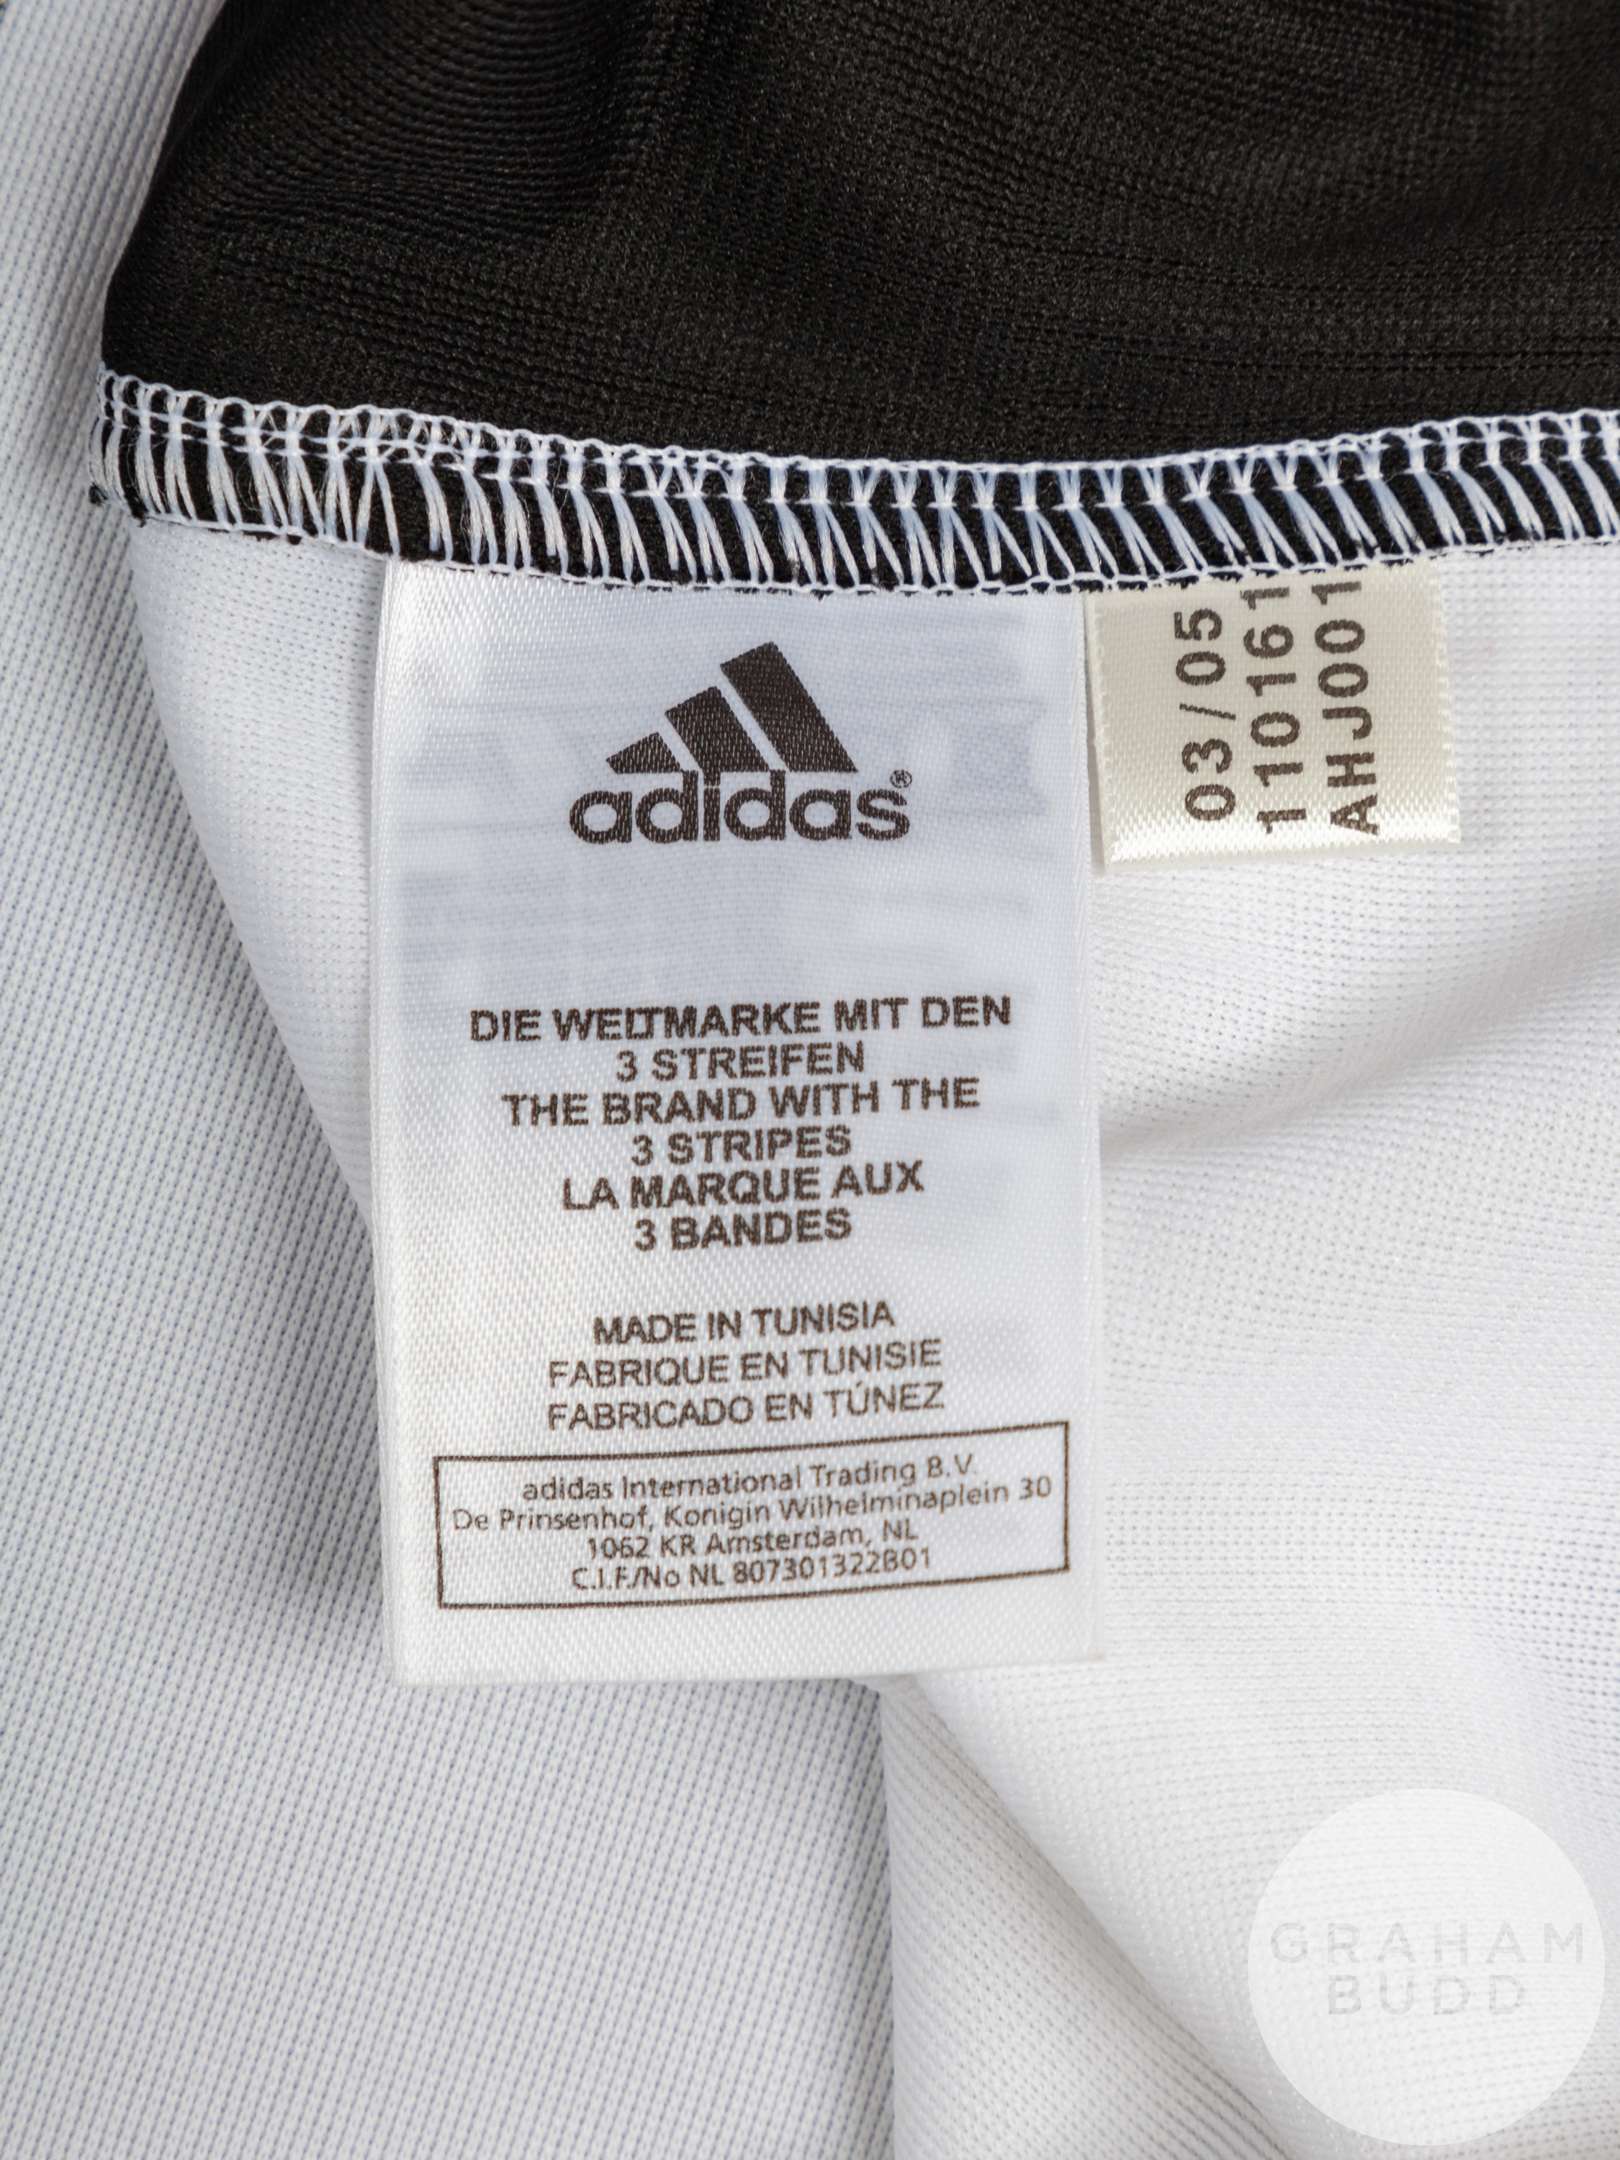 adidas®
DIE WELTMARKE MIT DEN
3 STREIFEN
THE BRAND WITH THE
3 STRIPES
LA MARQUE AUX
3 BANDES
MADE IN TUNISIA
FABRIQUE EN TUNISIE
FABRICADO EN TÚNEZ
adidas International Trading B.V.
De Prinsenhof, Konigin Wilhelminaplein 30
1062 KR Amsterdam, NL
C.I.F./No NL 807301322B01
03/05
110161
AHJ001
GRAHAM
BUDD